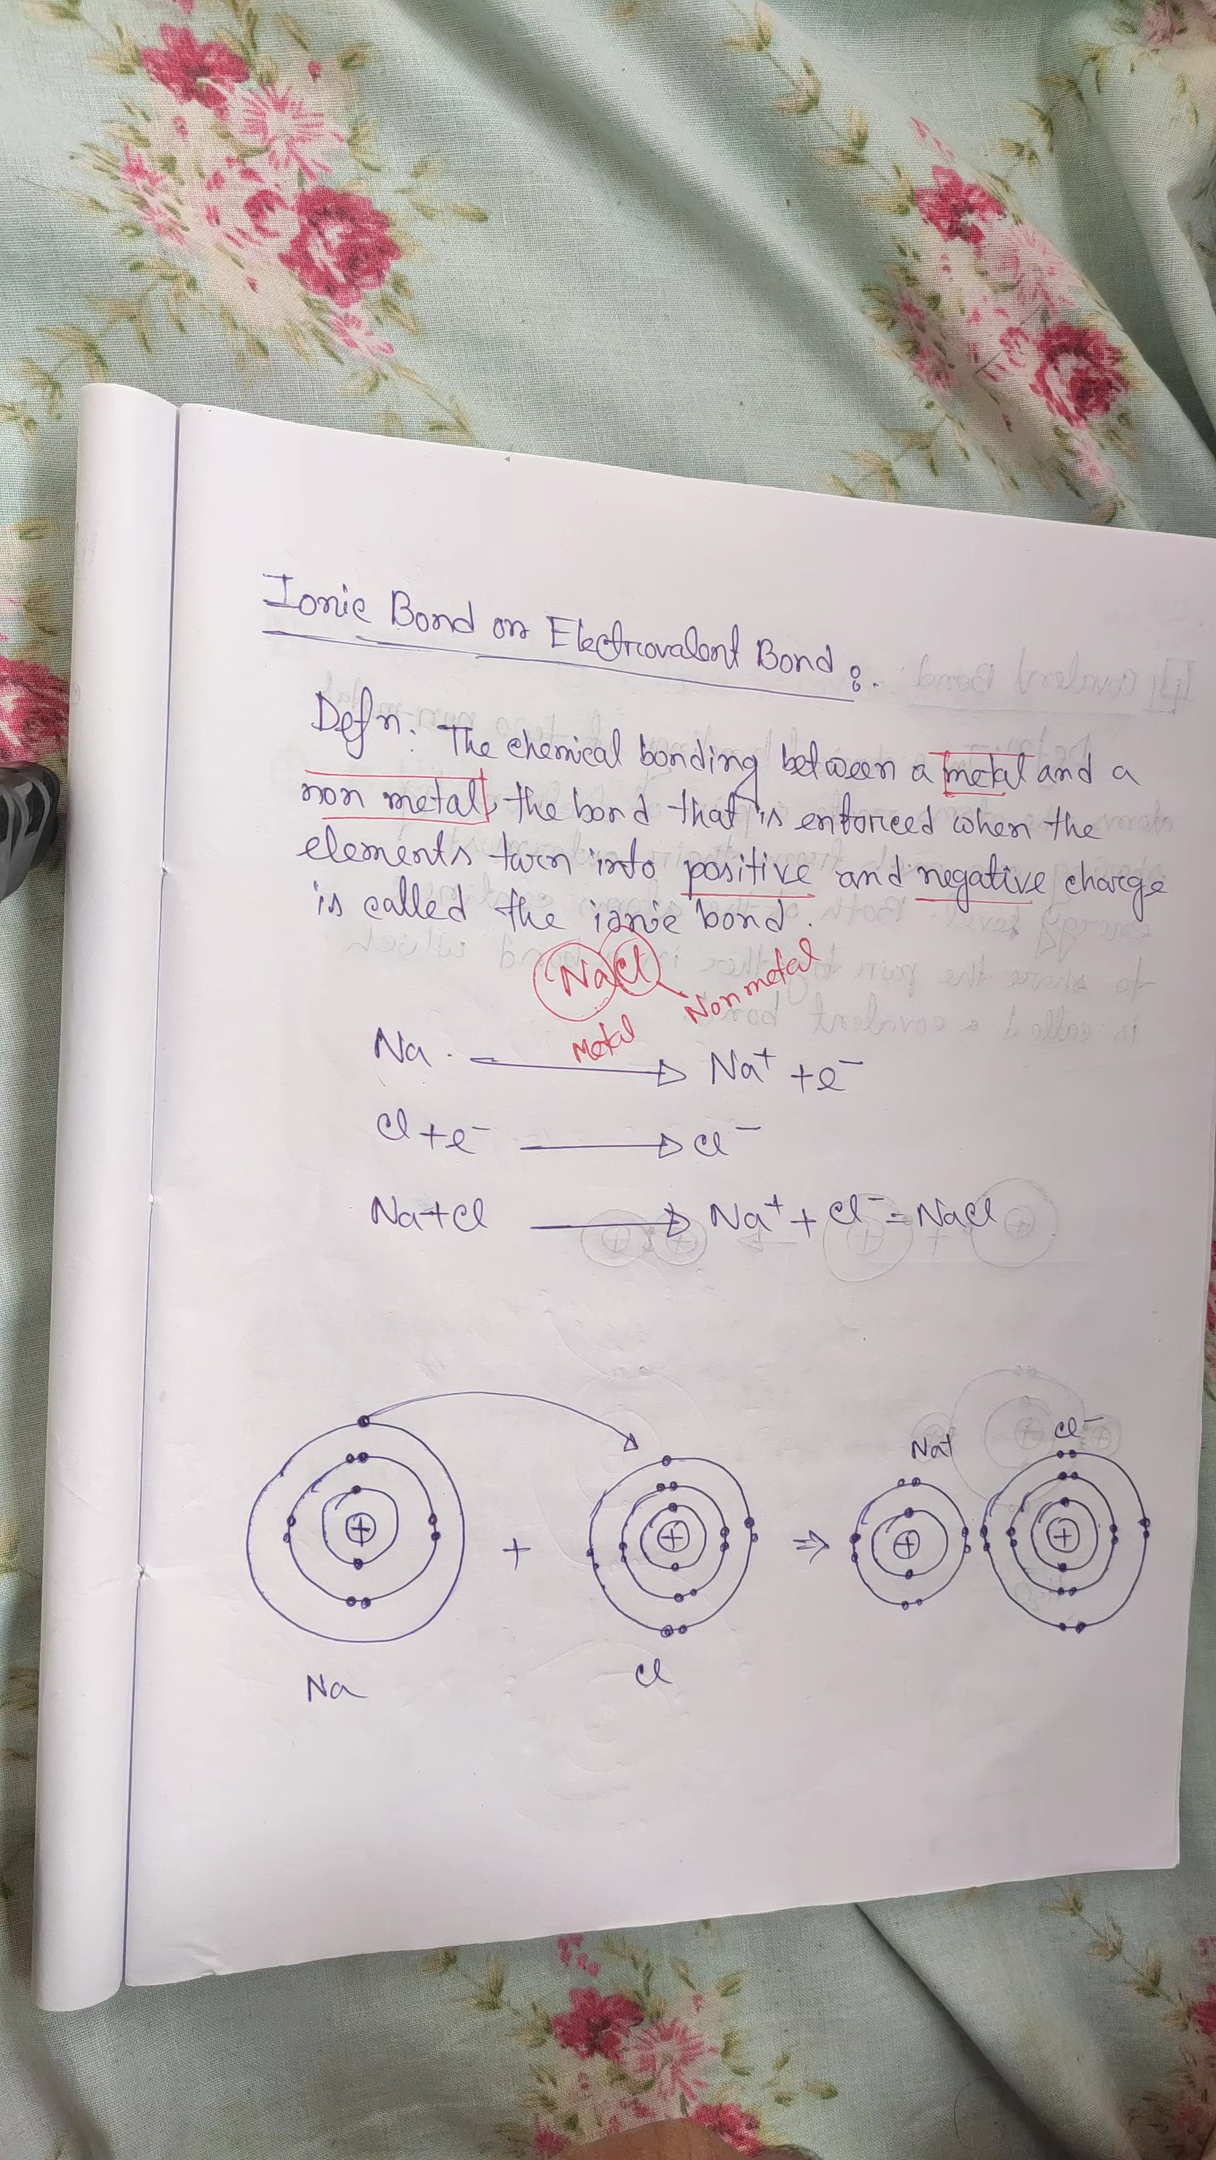 Ionic Bond or Electrovalent Bond :.
Defn: The chemical bonding between a metal and a
non metal, the bond that is enforced when the
elements turn into positive and negative charge
is called the ionic bond.
NaCl
Metal Non metal
Na. → Na⁺ + e⁻
Cl + e⁻ → Cl⁻
Na + Cl → Na⁺ + Cl⁻ = NaCl
Na⁺ Cl⁻
+ + ⇒ + +
+
Na Cl